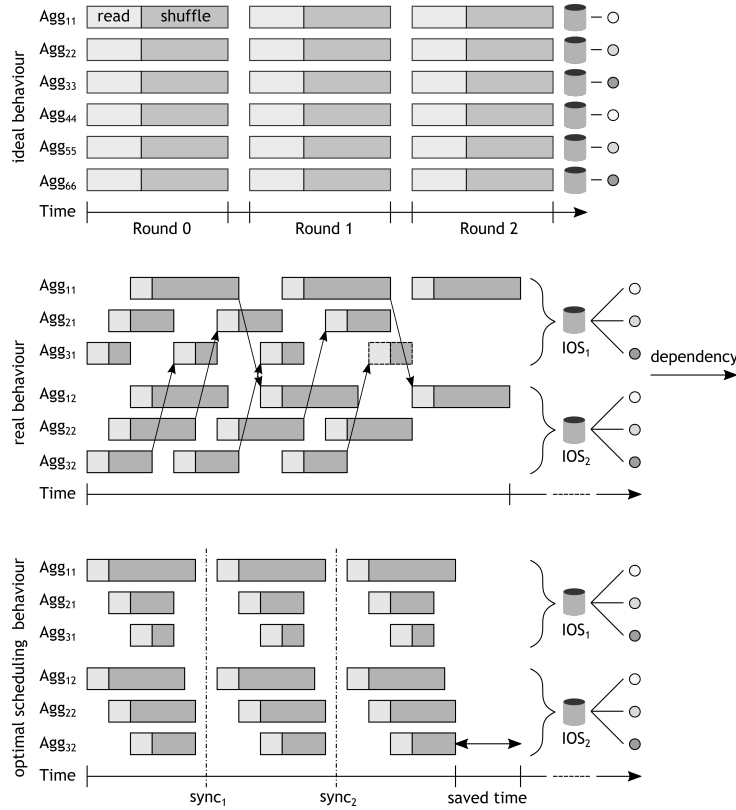 ideal behaviour
Agg₁₁ read shuffle
Agg₂₂
Agg₃₃
Agg₄₄
Agg₅₅
Agg₆₆
Time
Round 0 Round 1 Round 2
real behaviour
Agg₁₁
Agg₂₁
Agg₃₁
IOS₁
dependency
Agg₁₂
Agg₂₂
Agg₃₂
IOS₂
Time
optimal scheduling behaviour
Agg₁₁
Agg₂₁
Agg₃₁
IOS₁
Agg₁₂
Agg₂₂
Agg₃₂
IOS₂
Time
sync₁ sync₂ saved time